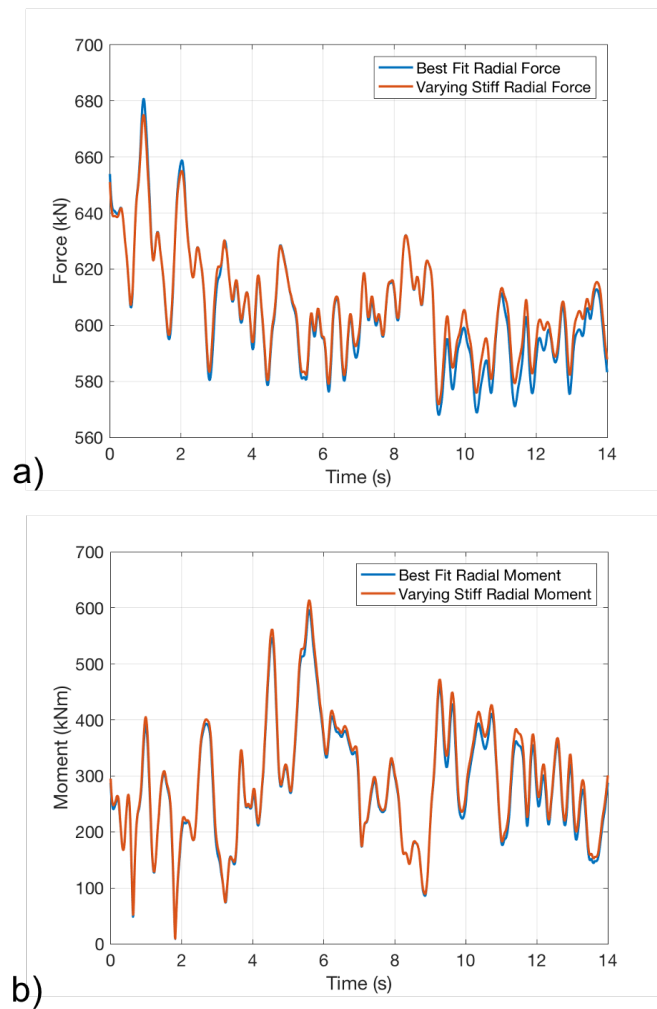 700
680
660
640
620
600
580
560
Force (kN)
Best Fit Radial Force
Varying Stiff Radial Force
0 2 4 6 8 10 12 14
Time (s)
a)
700
600
500
400
300
200
100
0
Moment (kNm)
Best Fit Radial Moment
Varying Stiff Radial Moment
0 2 4 6 8 10 12 14
Time (s)
b)